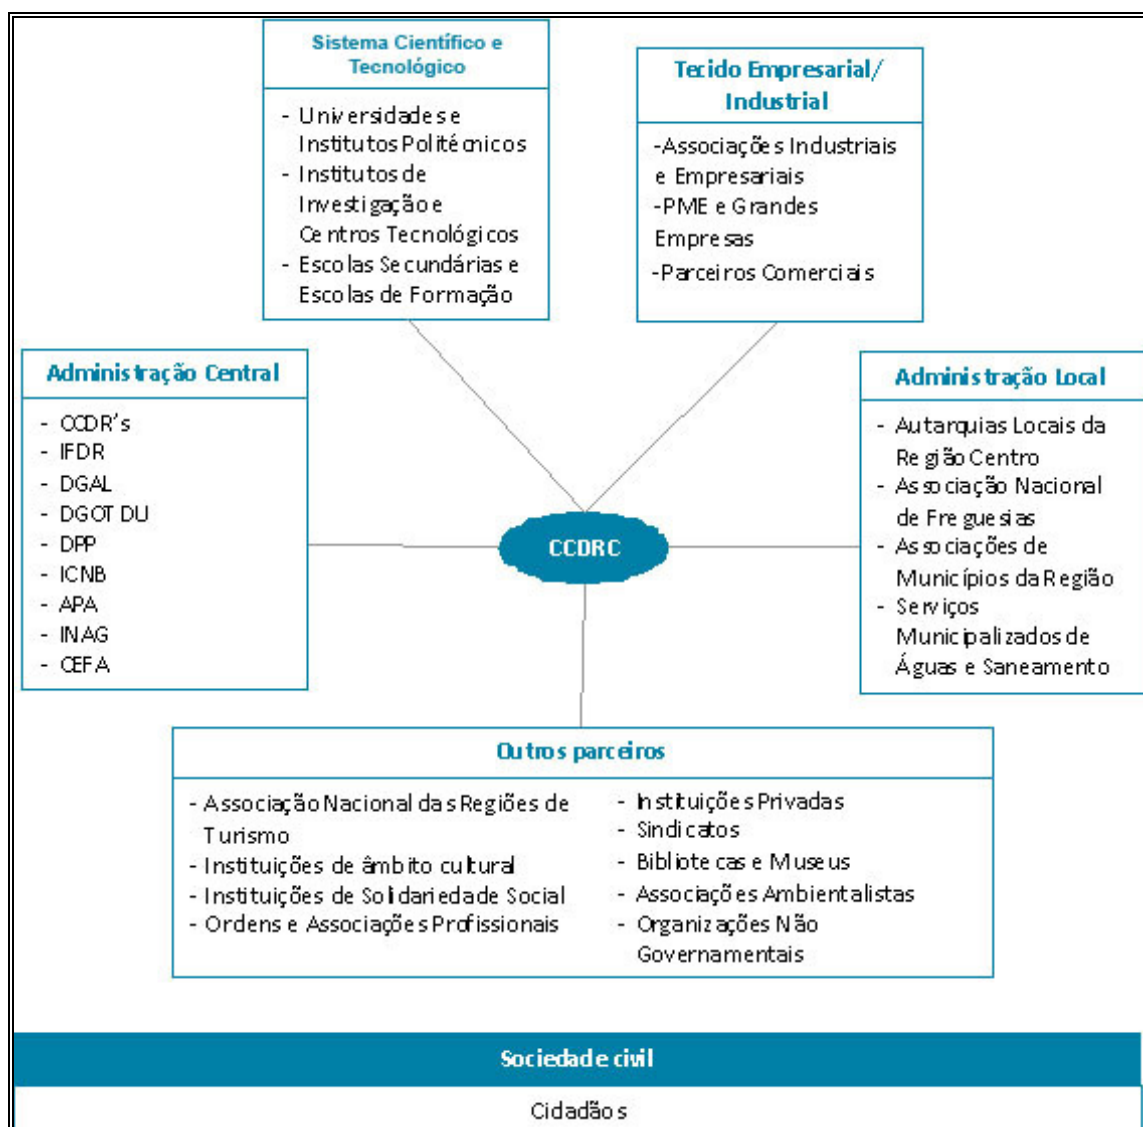 Sistema Científico e
Tecnológico
- Universidades e
Institutos Politécnicos
- Institutos de
Investigação e
Centros Tecnológicos
- Escolas Secundárias e
Escolas de Formação
Tecido Empresarial/
Industrial
-Associações Industriais
e Empresariais
-PME e Grandes
Empresas
-Parceiros Comerciais
Administração Central
- CCDR's
- IFDR
- DGAL
- DGOTDU
- DPP
- ICNB
- APA
- INAG
- CEFA
CCDRC
Administração Local
- Autarquias Locais da
Região Centro
- Associação Nacional
de Freguesias
- Associações de
Municípios da Região
- Serviços
Municipalizados de
Águas e Saneamento
Outros parceiros
- Associação Nacional das Regiões de
Turismo
- Instituições de âmbito cultural
- Instituições de Solidariedade Social
- Ordens e Associações Profissionais
- Instituições Privadas
- Sindicatos
- Bibliotecas e Museus
- Associações Ambientalistas
- Organizações Não
Governamentais
Sociedade civil
Cidadãos